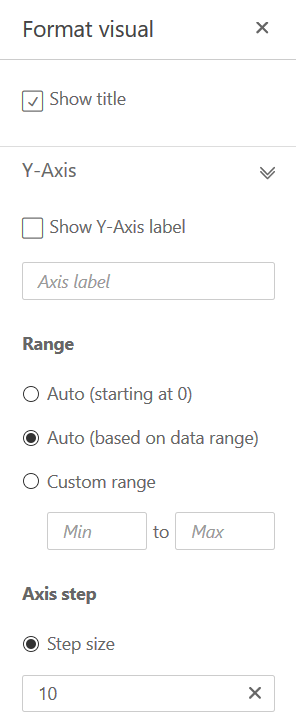 Format visual
Show title
Y-Axis
Show Y-Axis label
Axis label
Range
Auto (starting at 0)
Auto (based on data range)
Custom range
Min to Max
Axis step
Step size
10